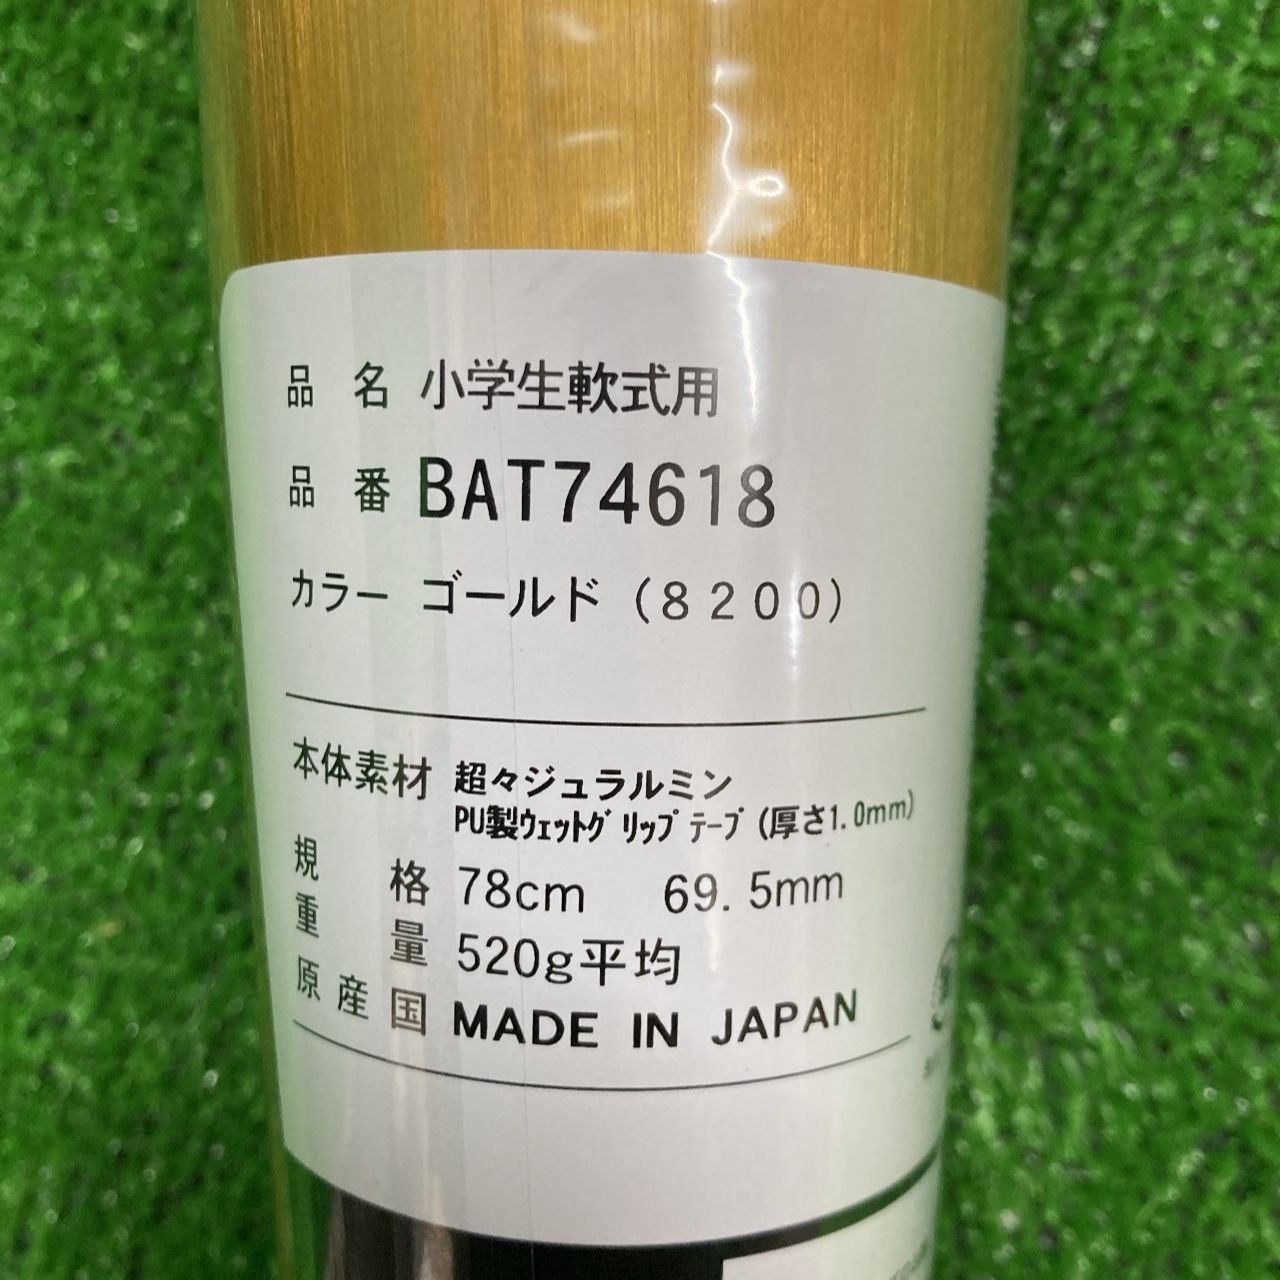 品名 小学生軟式用
品番 BAT74618
カラー ゴールド(8200)
本体素材 超々ジュラルミン
PU製ウェットグリップテープ(厚さ1.0mm)
規格 78cm 69.5mm
重量 520g平均
原産国 MADE IN JAPAN